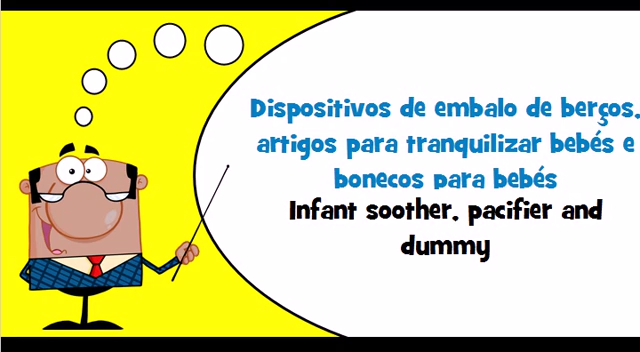 Dispositivos de embalo de berços,
artigos para tranquilizar bebés e
bonecos para bebés
Infant soother, pacifier and
dummy